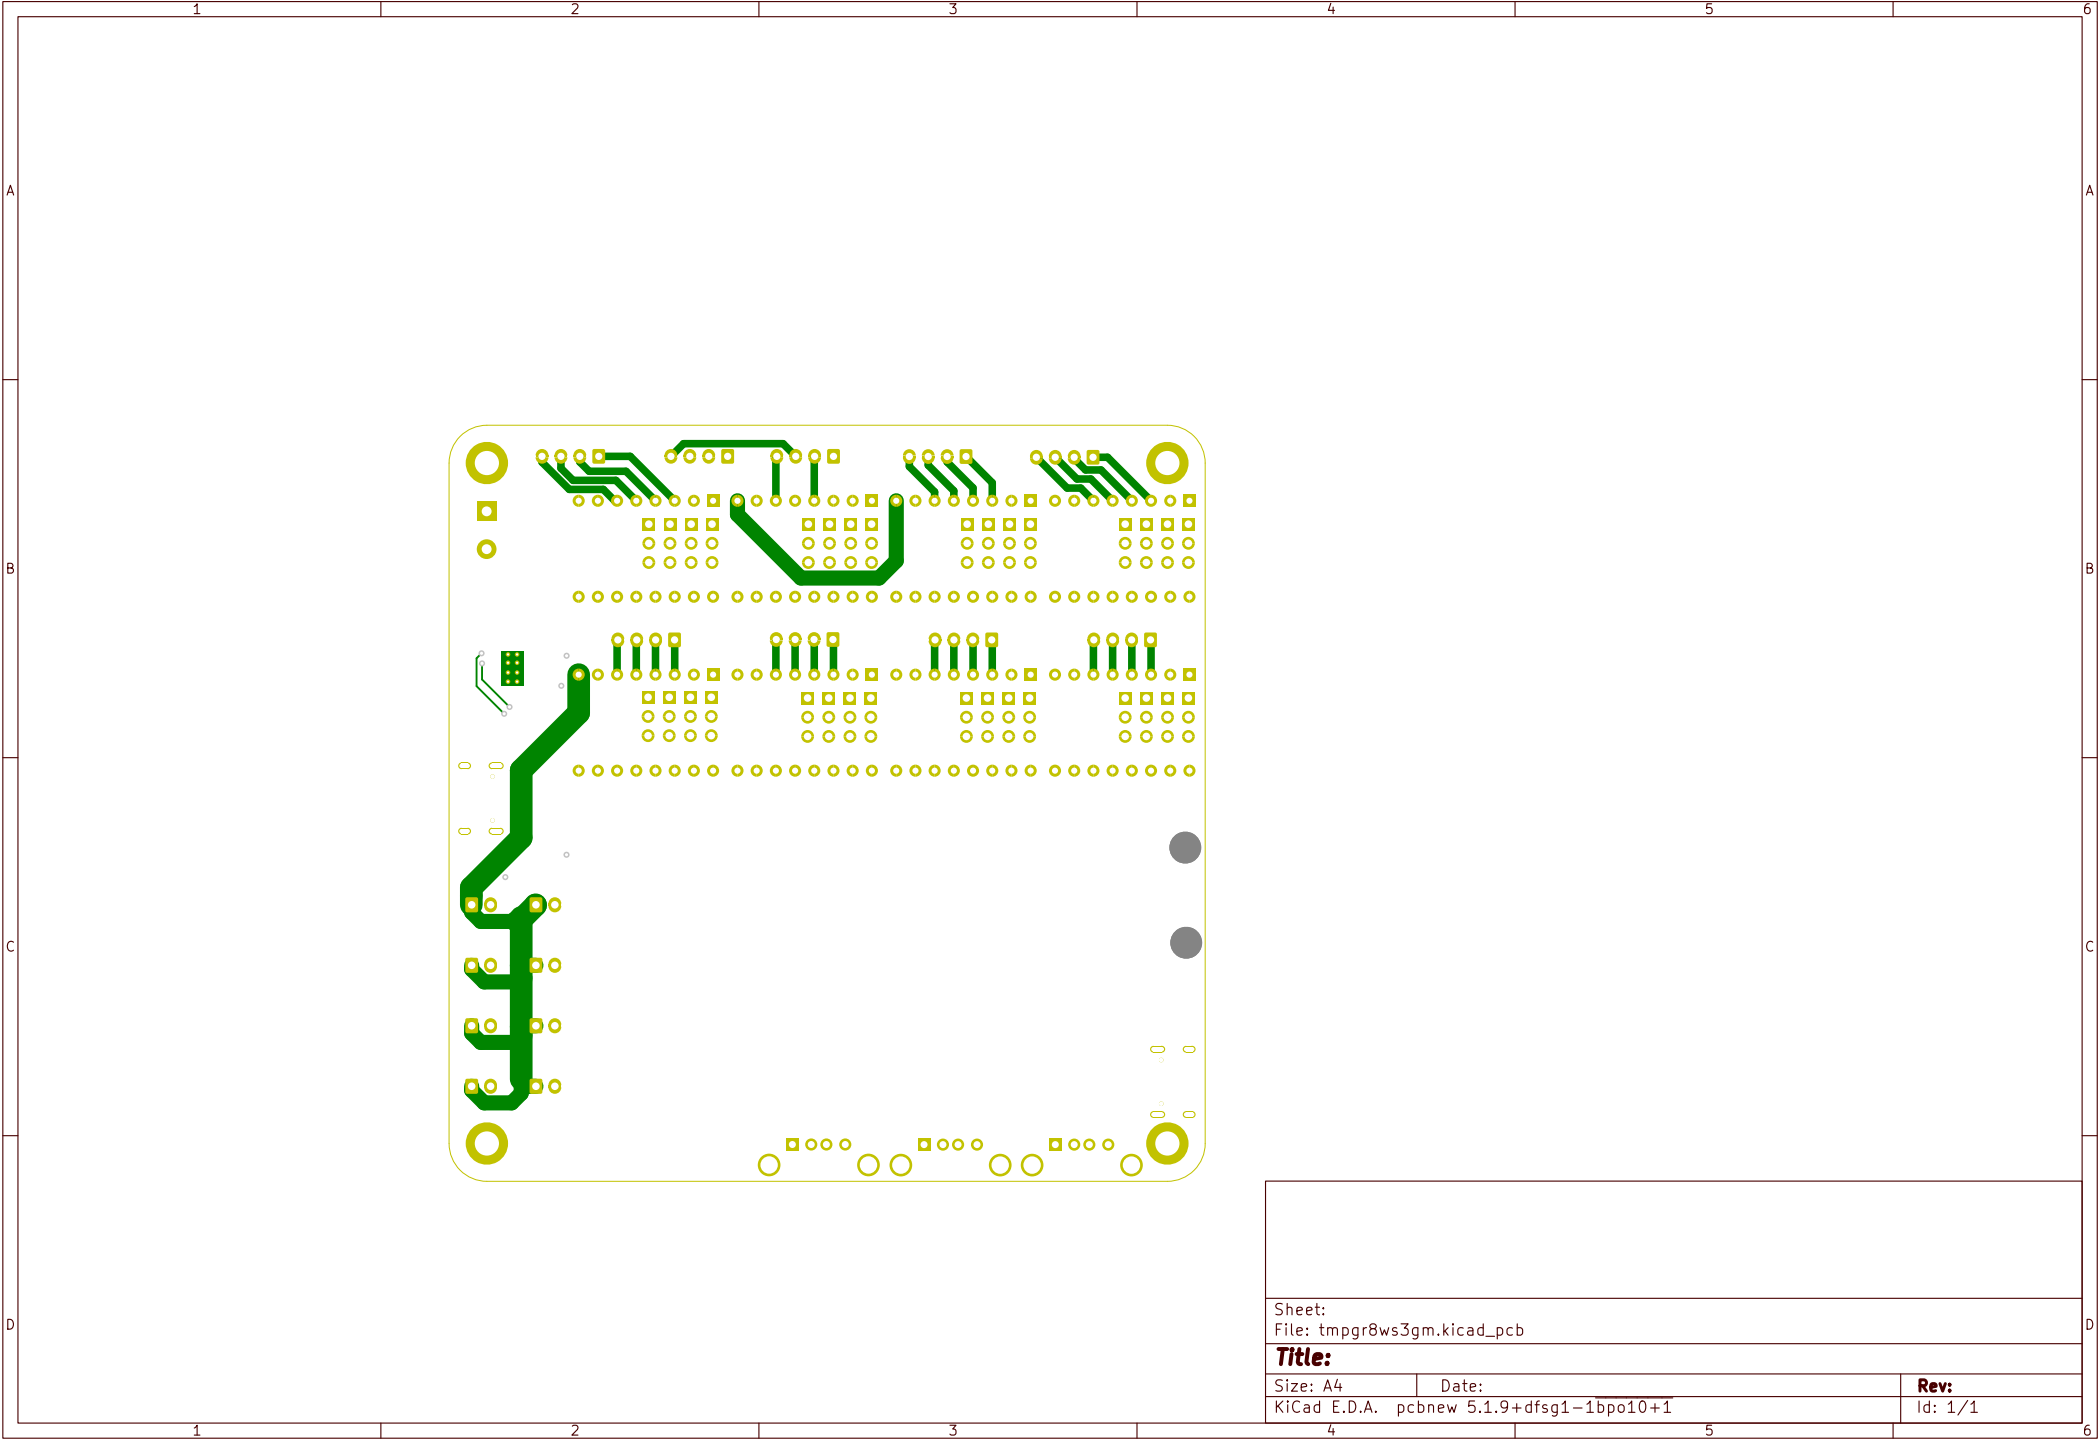 1 2 3 4 5 6
A A
B B
C C
D D
Sheet:
File: tmpgr8ws3gm.kicad_pcb
Title:
Size: A4 Date: Rev:
KiCad E.D.A. pcbnew 5.1.9+dfsg1-1bpo10+1 Id: 1/1
1 2 3 4 5 6